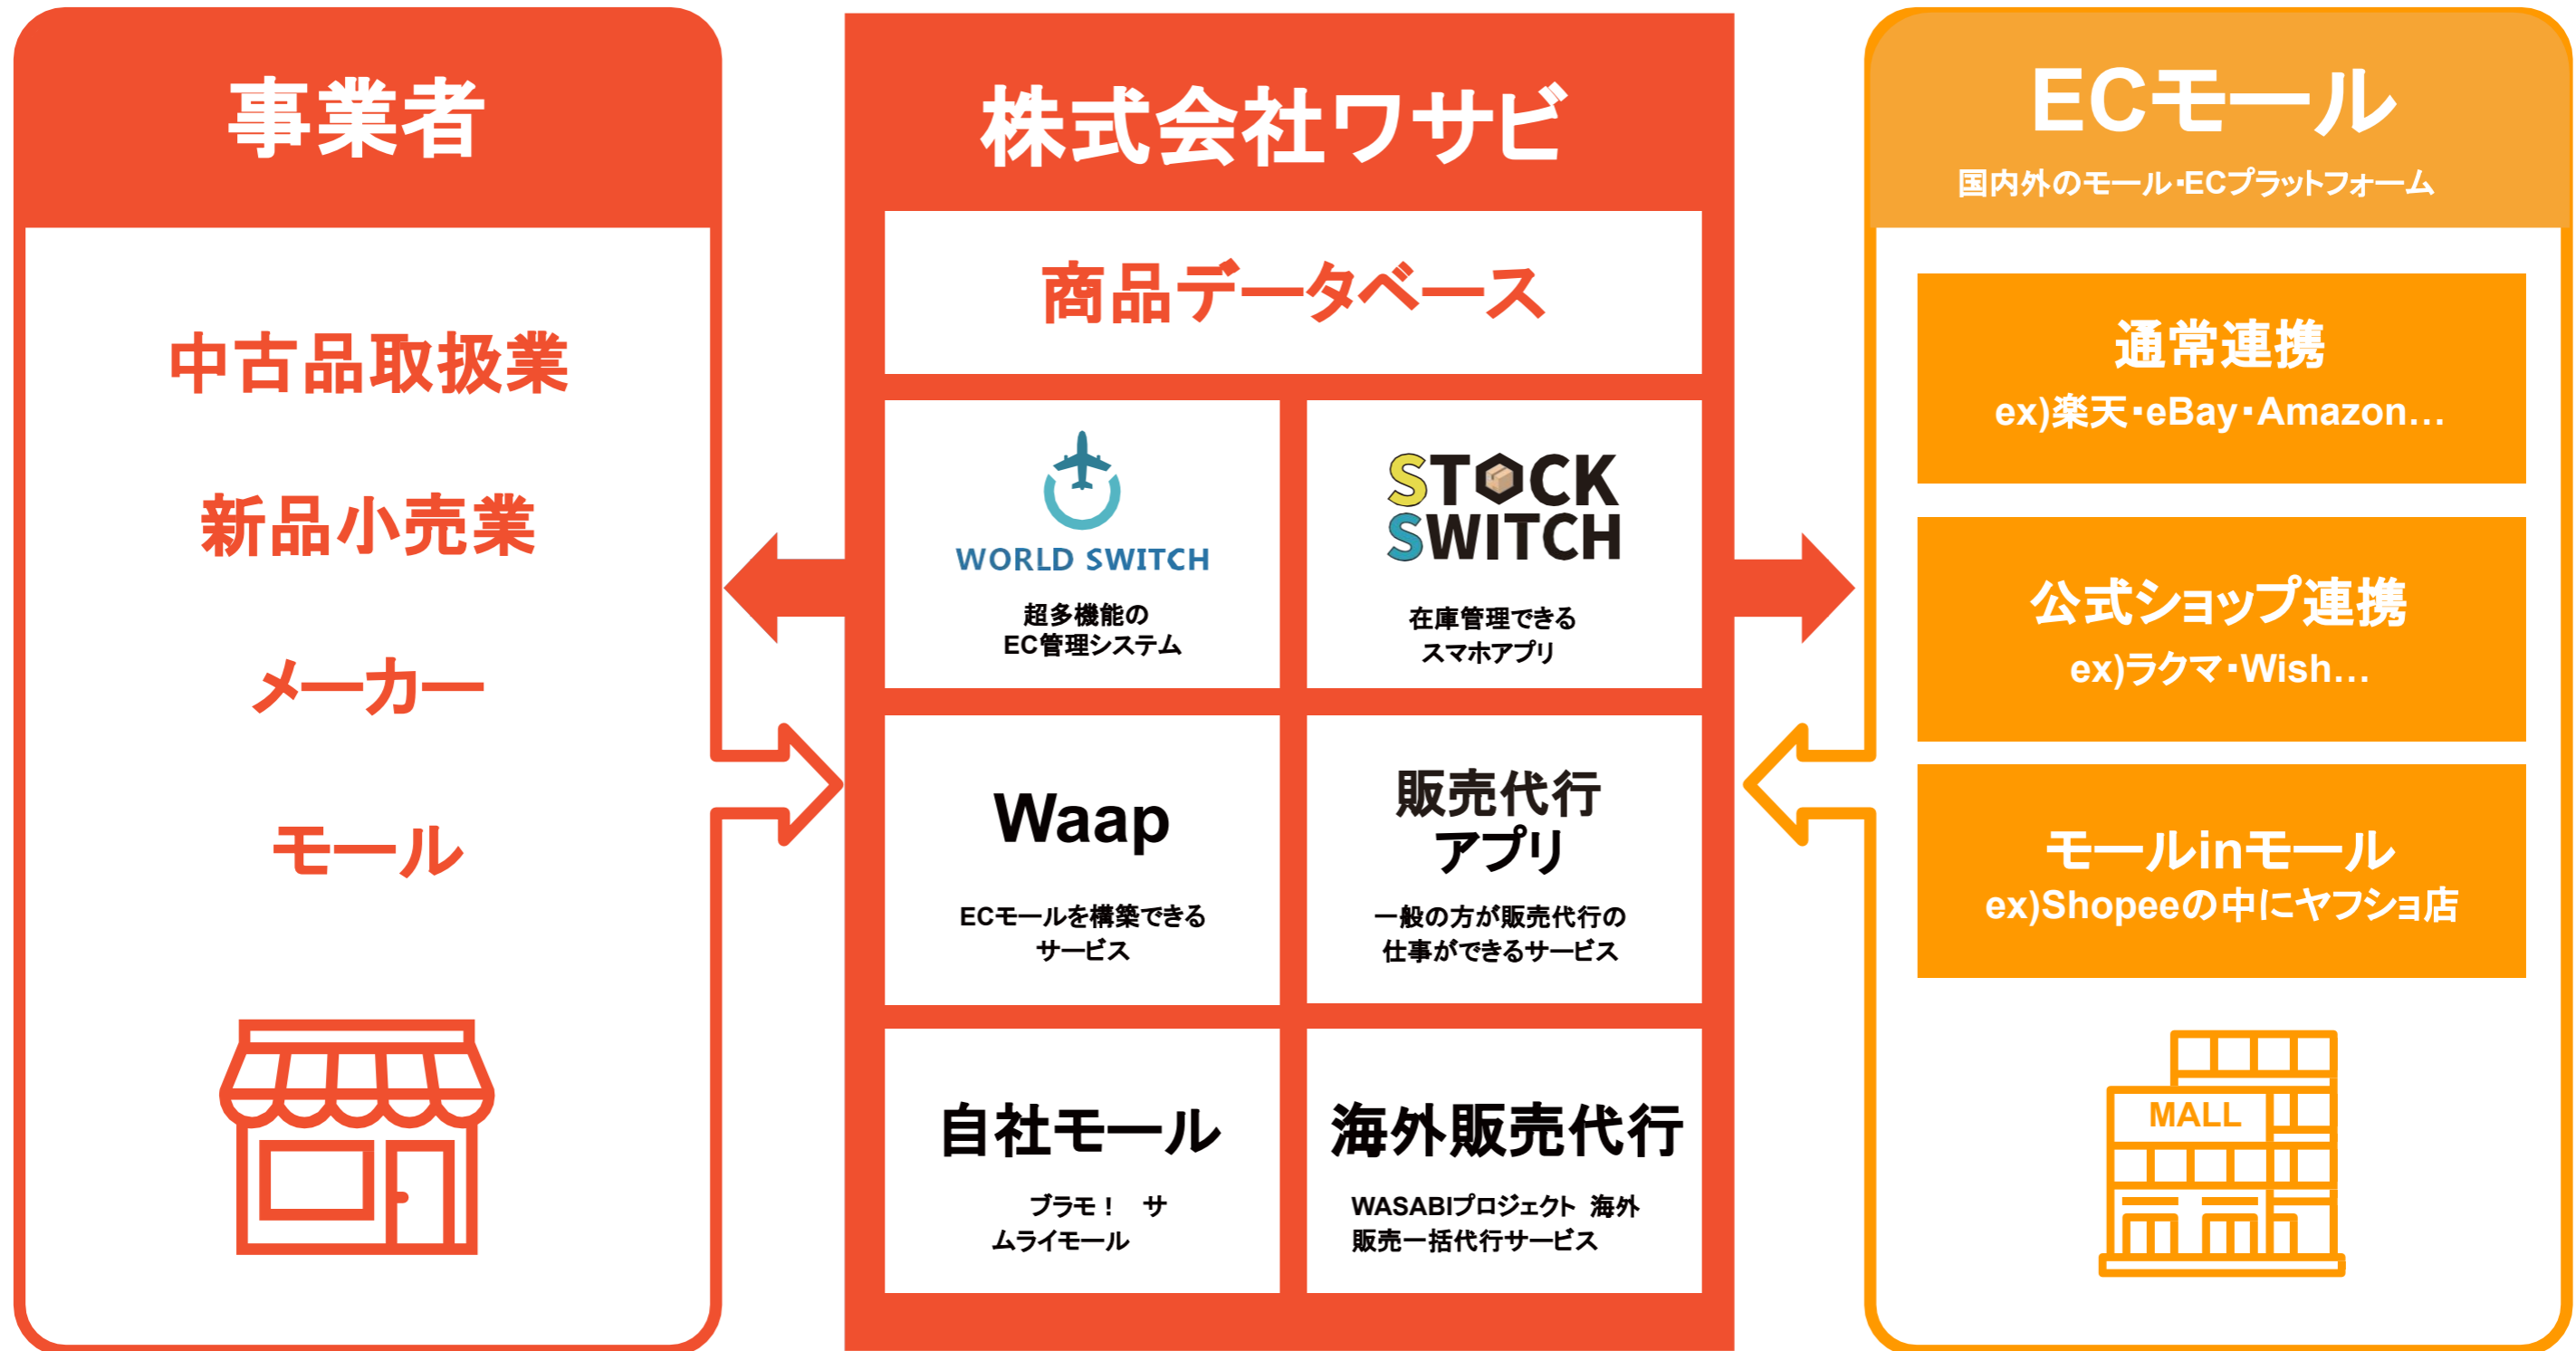 事業者
中古品取扱業
新品小売業
メーカー
モール
株式会社ワサビ
商品データベース
WORLD SWITCH
超多機能の
EC管理システム
STOCK
SWITCH
在庫管理できる
スマホアプリ
Waap
ECモールを構築できる
サービス
販売代行
アプリ
一般の方が販売代行の
仕事ができるサービス
自社モール
ブラモ！　サ
ムライモール
海外販売代行
WASABIプロジェクト 海外
販売一括代行サービス
ECモール
国内外のモール・ECプラットフォーム
通常連携
ex)楽天・eBay・Amazon…
公式ショップ連携
ex)ラクマ・Wish…
モールinモール
ex)Shopeeの中にヤフショ店
MALL